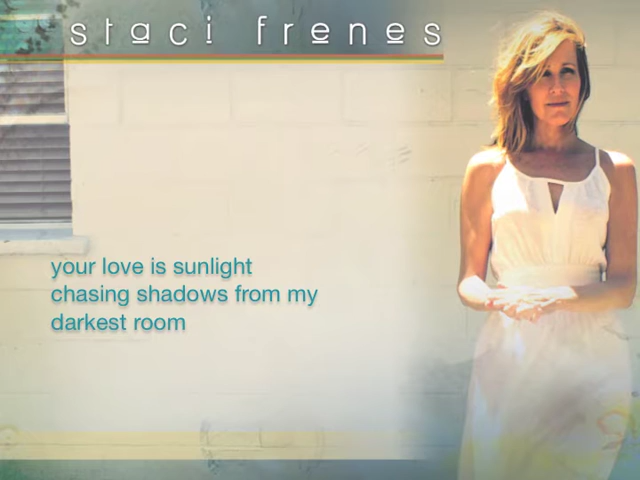 staci frenes
your love is sunlight
chasing shadows from my
darkest room